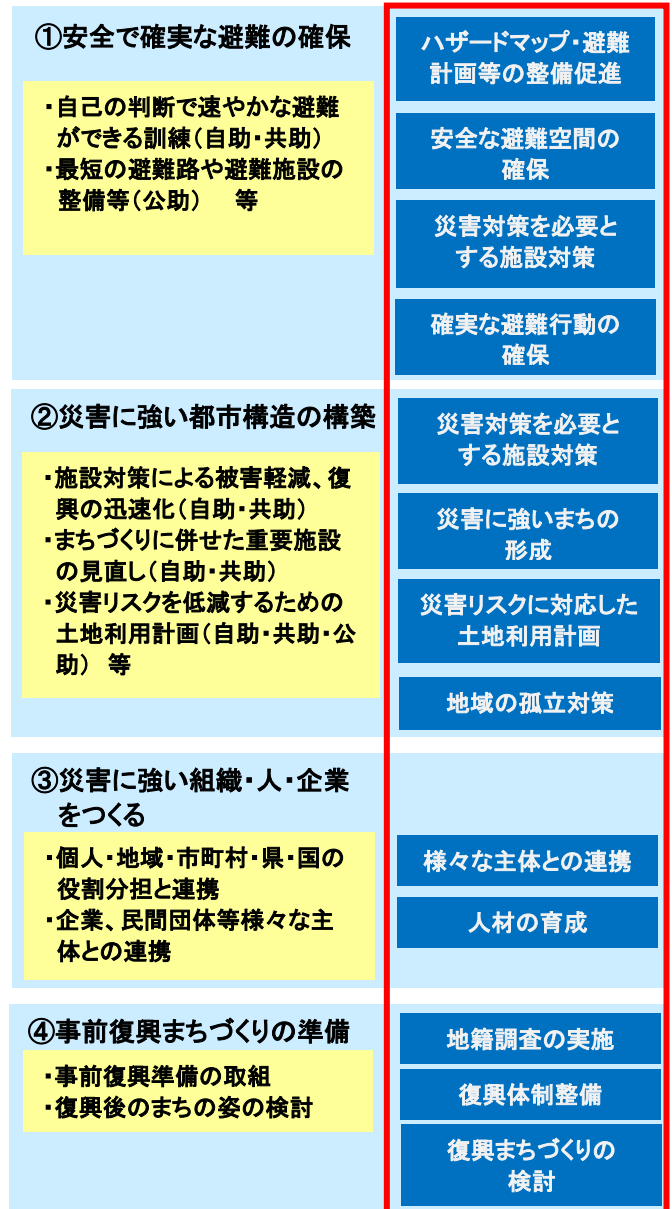 ①安全で確実な避難の確保
・自己の判断で速やかな避難
ができる訓練（自助・共助）
・最短の避難路や避難施設の
整備等（公助）　等
ハザードマップ・避難
計画等の整備促進
安全な避難空間の
確保
災害対策を必要と
する施設対策
確実な避難行動の
確保
②災害に強い都市構造の構築
・施設対策による被害軽減、復
興の迅速化（自助・共助）
・まちづくりに併せた重要施設
の見直し（自助・共助）
・災害リスクを低減するための
土地利用計画（自助・共助・公
助）　等
災害対策を必要と
する施設対策
災害に強いまちの
形成
災害リスクに対応した
土地利用計画
地域の孤立対策
③災害に強い組織・人・企業
をつくる
・個人・地域・市町村・県・国の
役割分担と連携
・企業、民間団体等様々な主
体との連携
様々な主体との連携
人材の育成
④事前復興まちづくりの準備
・事前復興準備の取組
・復興後のまちの姿の検討
地籍調査の実施
復興体制整備
復興まちづくりの
検討